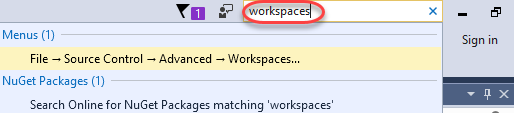 1
workspaces
Menus (1)
File → Source Control → Advanced → Workspaces...
Sign in
NuGet Packages (1)
Search Online for NuGet Packages matching 'workspaces'